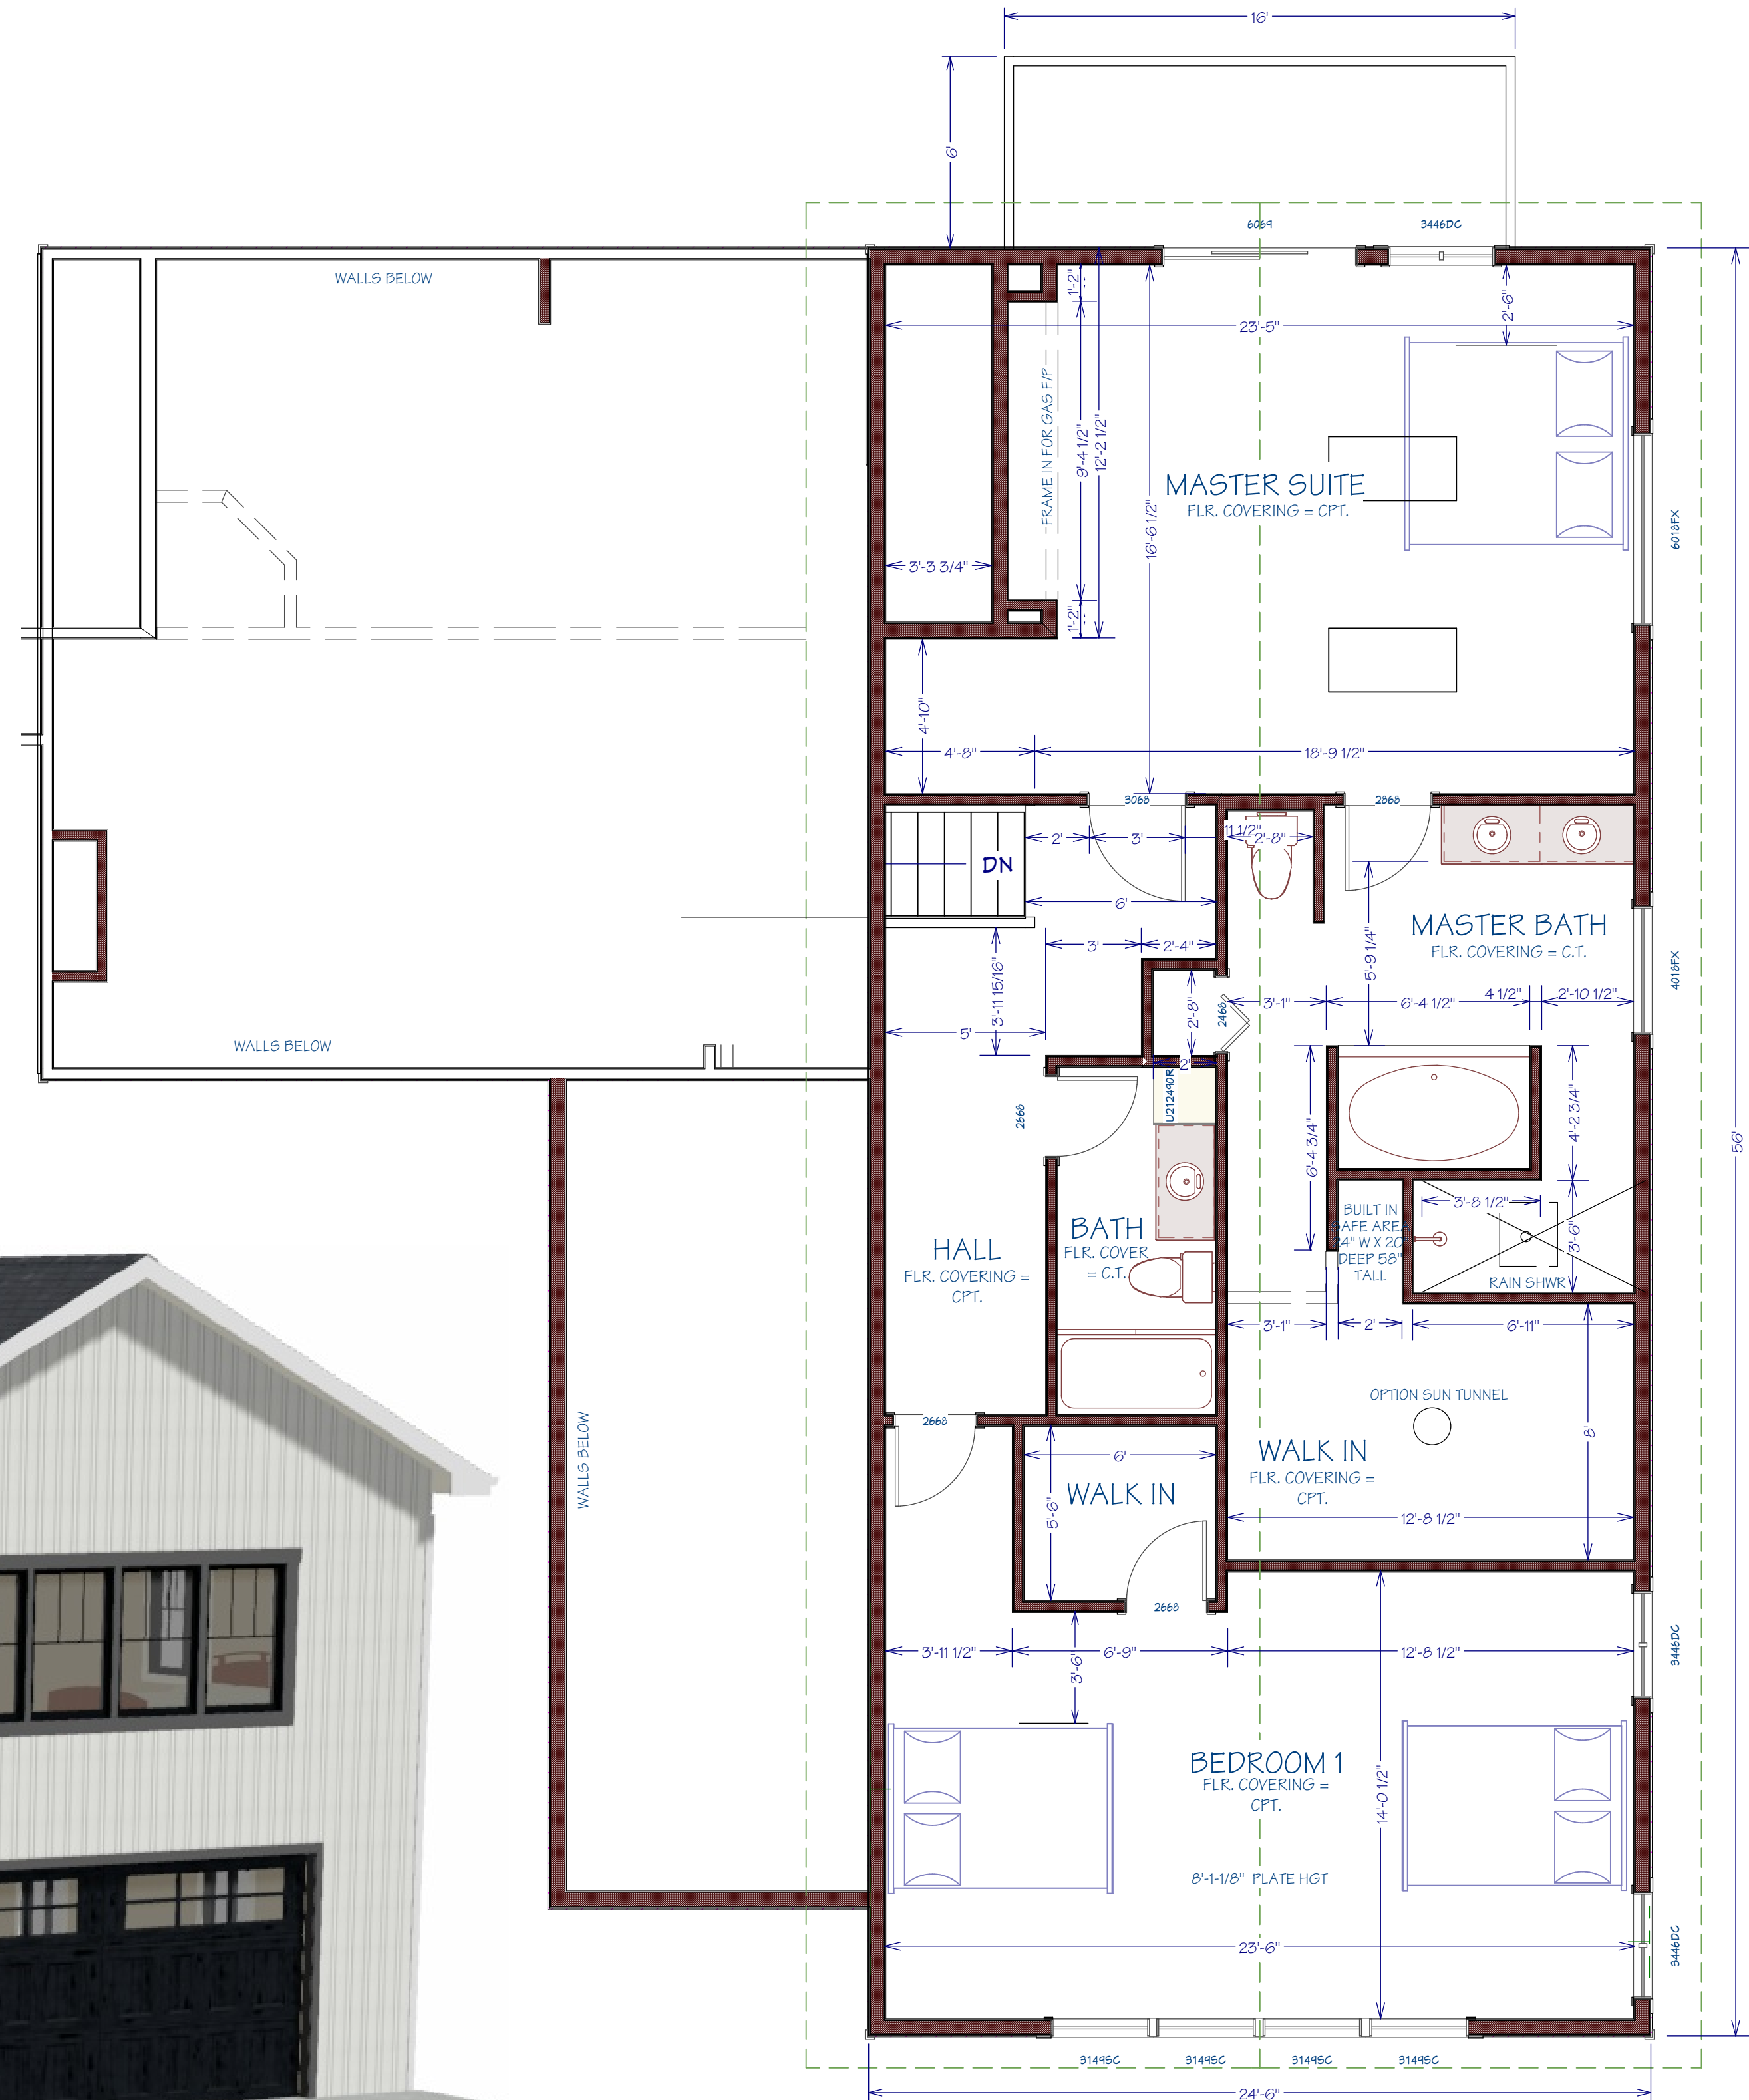 16'
6'
6069
3446DC
WALLS BELOW
1'-2"
2'-6"
23'-5"
FRAME IN FOR GAS F/P
9'-4 1/2"
12'-2 1/2"
16'-6 1/2"
MASTER SUITE
FLR. COVERING = CPT.
6018FX
3'-3 3/4"
1'-2"
4'-10"
4'-8"
18'-9 1/2"
3068
2868
2'
3'
11 1/2"
2'-8"
DN
6'
MASTER BATH
FLR. COVERING = C.T.
3'
2'-4"
5'-9 1/4"
4018FX
3'-11 15/16"
2'-8"
2468
3'-1"
6'-4 1/2"
4 1/2"
2'-10 1/2"
5'
WALLS BELOW
2'
U212490R
2668
6'-4 3/4"
4'-2 3/4"
56'
3'-8 1/2"
BUILT IN
SAFE AREA
24" W X 20"
DEEP 58"
TALL
3'-6"
RAIN SHWR
BATH
FLR. COVER
= C.T.
HALL
FLR. COVERING =
CPT.
3'-1"
2'
6'-11"
OPTION SUN TUNNEL
2668
8'
6'
WALK IN
FLR. COVERING =
CPT.
WALLS BELOW
WALK IN
5'-6"
12'-8 1/2"
2668
3'-11 1/2"
6'-9"
12'-8 1/2"
3446DC
3'-6"
BEDROOM 1
FLR. COVERING =
CPT.
14'-0 1/2"
8'-1-1/8" PLATE HGT
23'-6"
3446DC
3149SC
3149SC
3149SC
3149SC
24'-6"